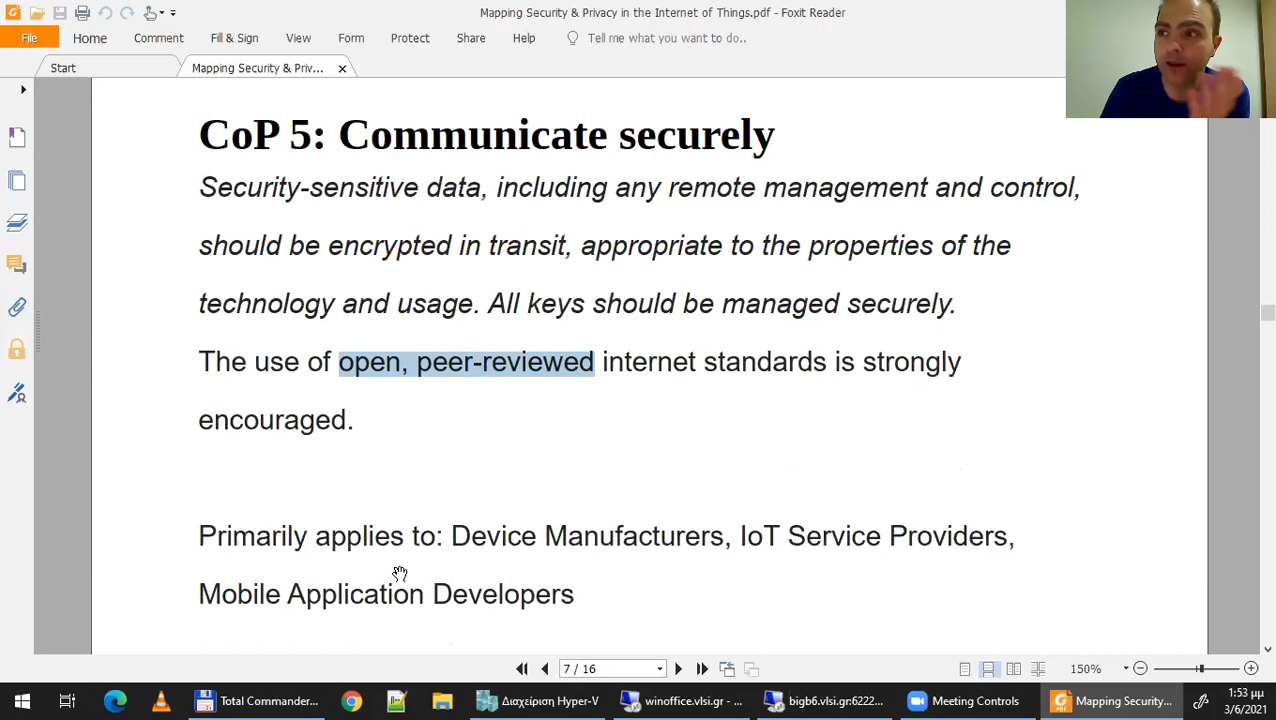 Mapping Security & Privacy in the Internet of Things.pdf - Foxit Reader
File Home Comment Fill & Sign View Form Protect Share Help Tell me what you want to do..
Start Mapping Security & Priv...
CoP 5: Communicate securely
Security-sensitive data, including any remote management and control,
should be encrypted in transit, appropriate to the properties of the
technology and usage. All keys should be managed securely.
The use of open, peer-reviewed internet standards is strongly
encouraged.
Primarily applies to: Device Manufacturers, IoT Service Providers,
Mobile Application Developers
7 / 16 150%
Total Commander... Διαχείριση Hyper-V winoffice.vlsi.gr - ... bigb6.vlsi.gr:6222... Meeting Controls Mapping Security... 1:53 μμ
3/6/2021